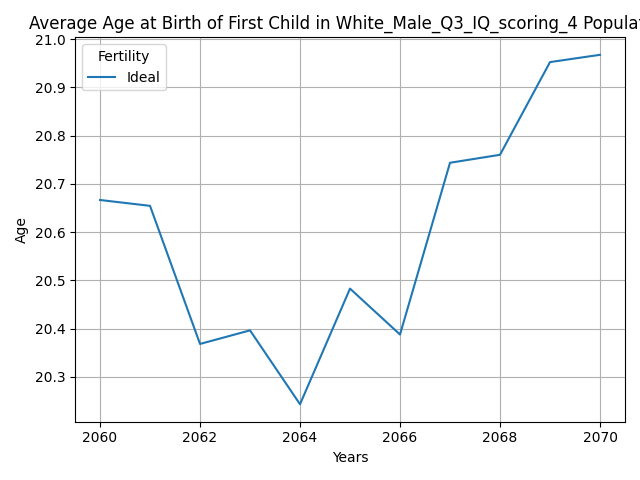 Average Age at Birth of First Child in White_Male_Q3_IQ_scoring_4 Populat
Fertility
Ideal
21.0
20.9
20.8
20.7
20.6
20.5
20.4
20.3
Age
2060 2062 2064 2066 2068 2070
Years